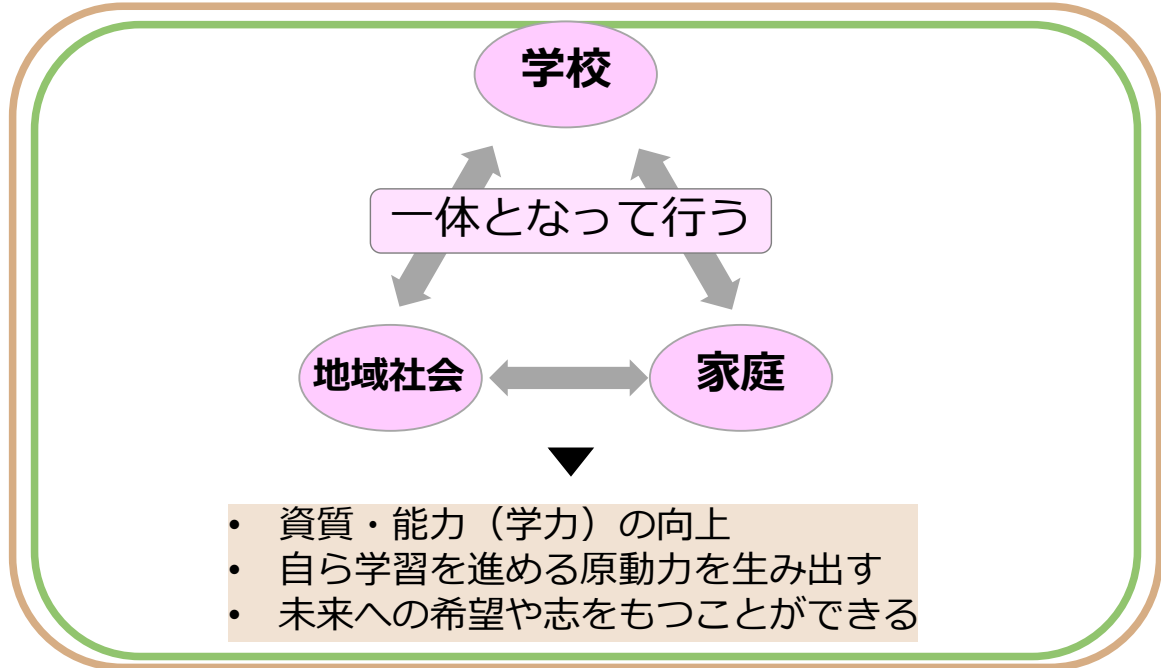 学校
一体となって行う
地域社会
家庭
• 資質・能力（学力）の向上
• 自ら学習を進める原動力を生み出す
• 未来への希望や志をもつことができる